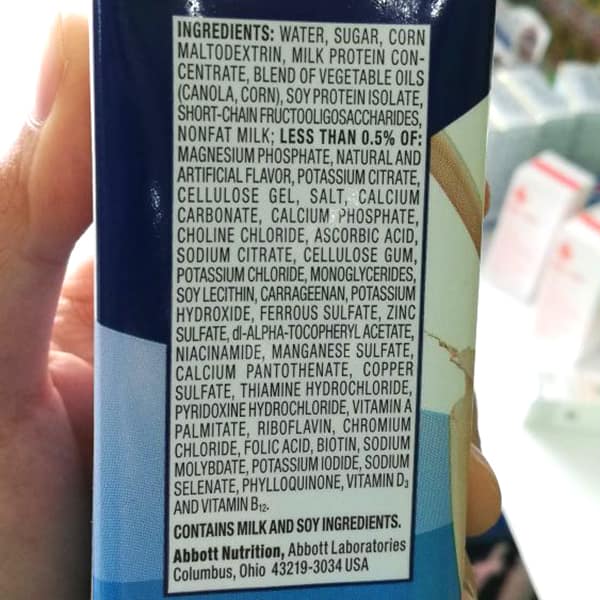 INGREDIENTS: WATER, SUGAR, CORN
MALTODEXTRIN, MILK PROTEIN CON-
CENTRATE, BLEND OF VEGETABLE OILS
(CANOLA, CORN), SOY PROTEIN ISOLATE,
SHORT-CHAIN FRUCTOOLIGOSACCHARIDES,
NONFAT MILK; LESS THAN 0.5% OF:
MAGNESIUM PHOSPHATE, NATURAL AND
ARTIFICIAL FLAVOR, POTASSIUM CITRATE,
CELLULOSE GEL, SALT, CALCIUM
CARBONATE, CALCIUM PHOSPHATE,
CHOLINE CHLORIDE, ASCORBIC ACID,
SODIUM CITRATE, CELLULOSE GUM,
POTASSIUM CHLORIDE, MONOGLYCERIDES,
SOY LECITHIN, CARRAGEENAN, POTASSIUM
HYDROXIDE, FERROUS SULFATE, ZINC
SULFATE, dl-ALPHA-TOCOPHERYL ACETATE,
NIACINAMIDE, MANGANESE SULFATE,
CALCIUM PANTOTHENATE, COPPER
SULFATE, THIAMINE HYDROCHLORIDE,
PYRIDOXINE HYDROCHLORIDE, VITAMIN A
PALMITATE, RIBOFLAVIN, CHROMIUM
CHLORIDE, FOLIC ACID, BIOTIN, SODIUM
MOLYBDATE, POTASSIUM IODIDE, SODIUM
SELENATE, PHYLLOQUINONE, VITAMIN D₃
AND VITAMIN B₁₂.
CONTAINS MILK AND SOY INGREDIENTS.
Abbott Nutrition, Abbott Laboratories
Columbus, Ohio 43219-3034 USA